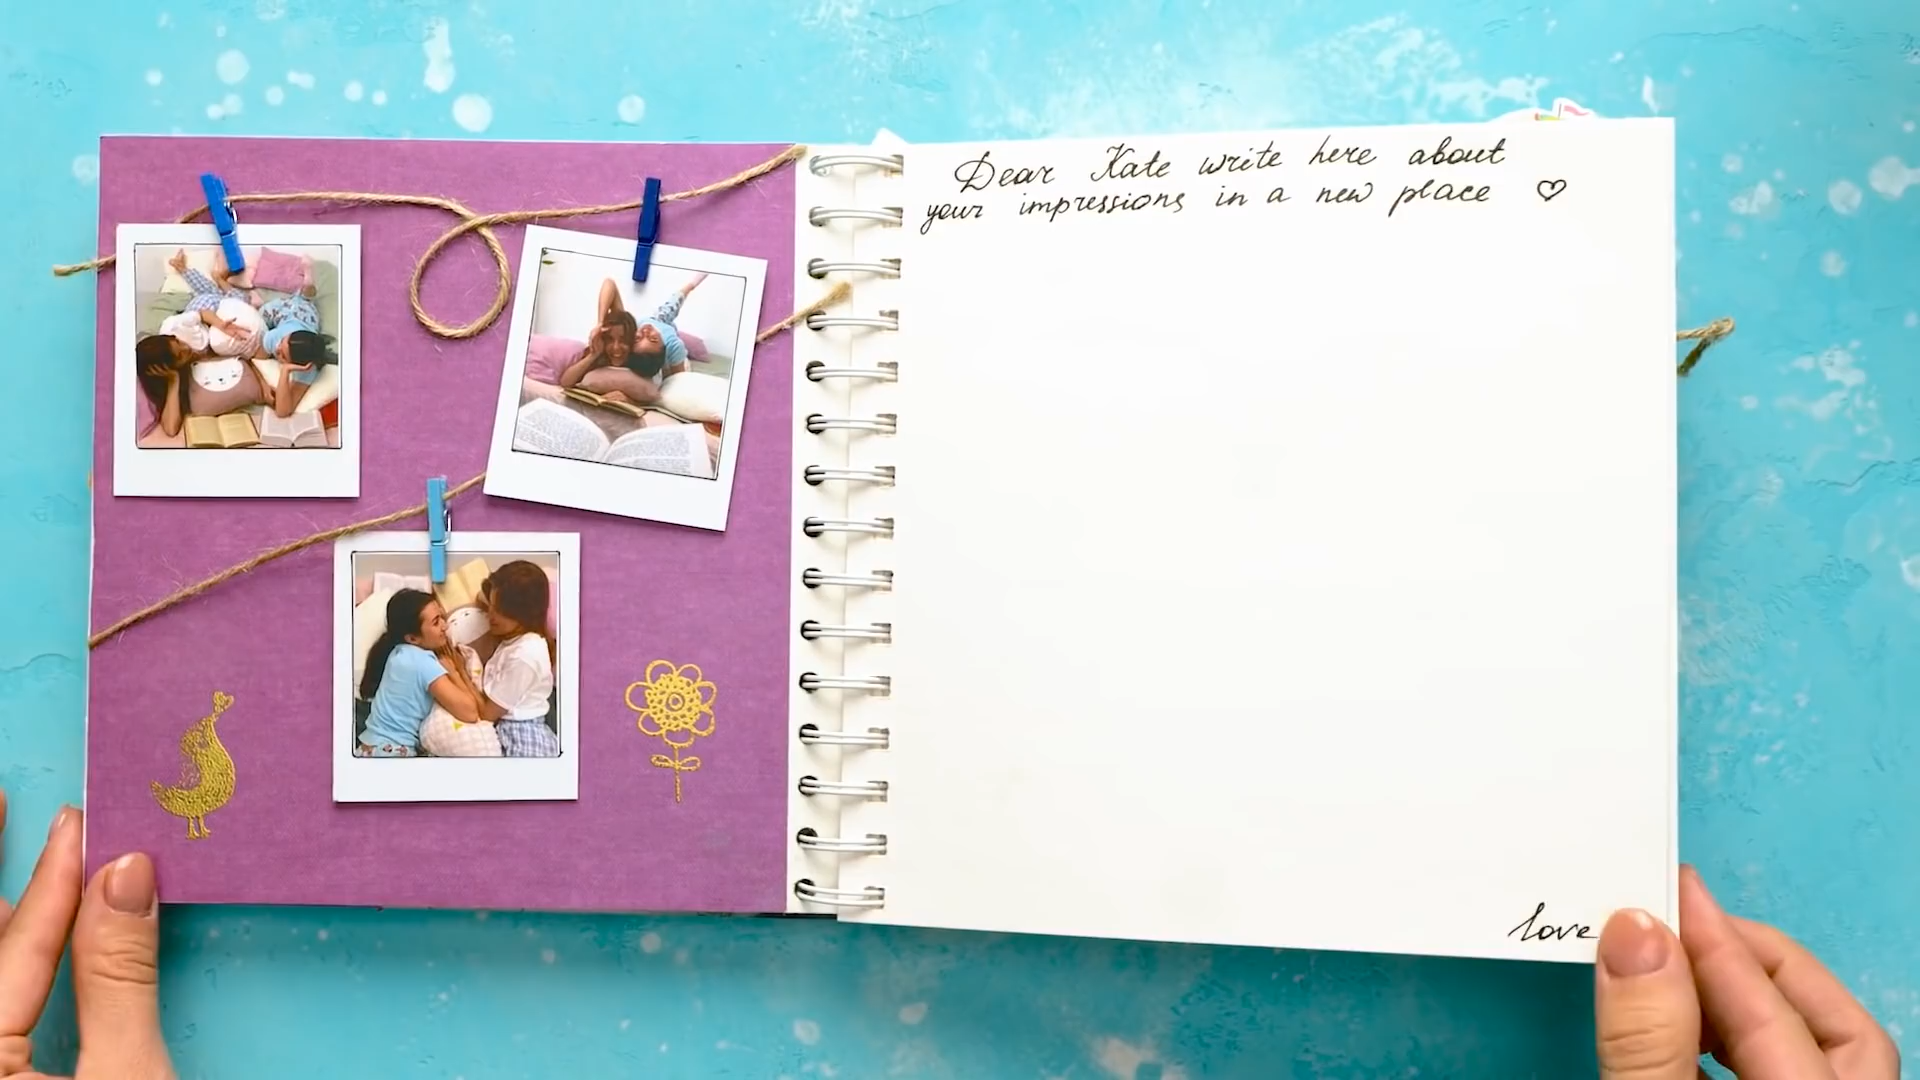 Dear Kate write here about
your impressions in a new place ♡
love